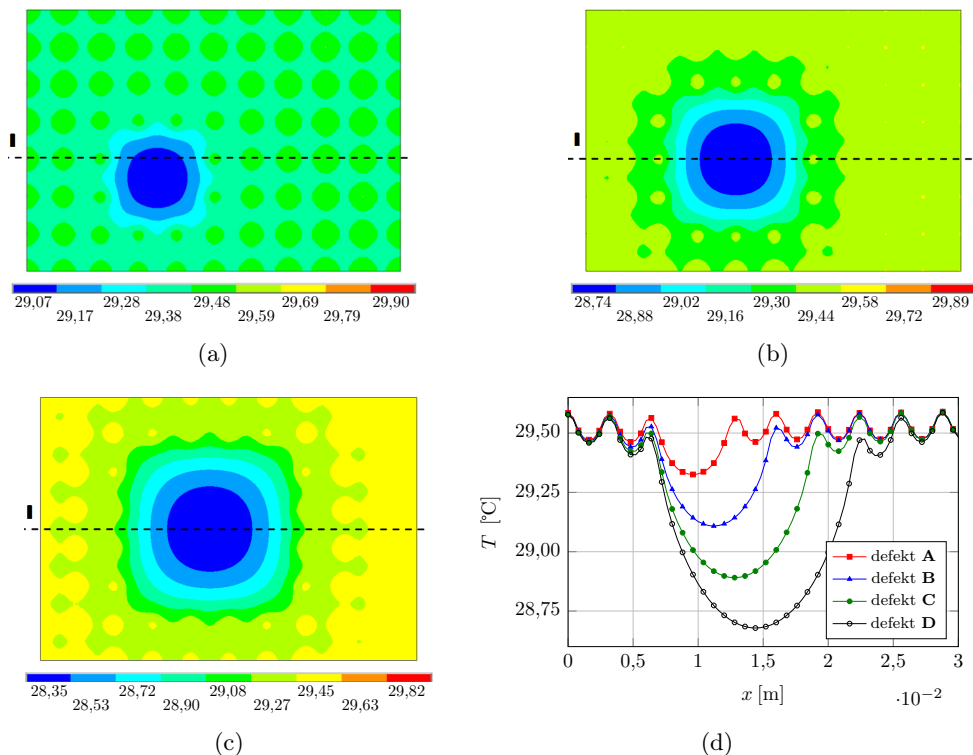 29,07 29,28 29,48 29,69 29,90
29,17 29,38 29,59 29,79
(a)
28,74 29,02 29,30 29,58 29,89
28,88 29,16 29,44 29,72
(b)
28,35 28,72 29,08 29,45 29,82
28,53 28,90 29,27 29,63
(c)
29,50
29,25
29,00
28,75
T [°C]
defekt A
defekt B
defekt C
defekt D
0 0,5 1 1,5 2 2,5 3
x [m]
·10⁻²
(d)